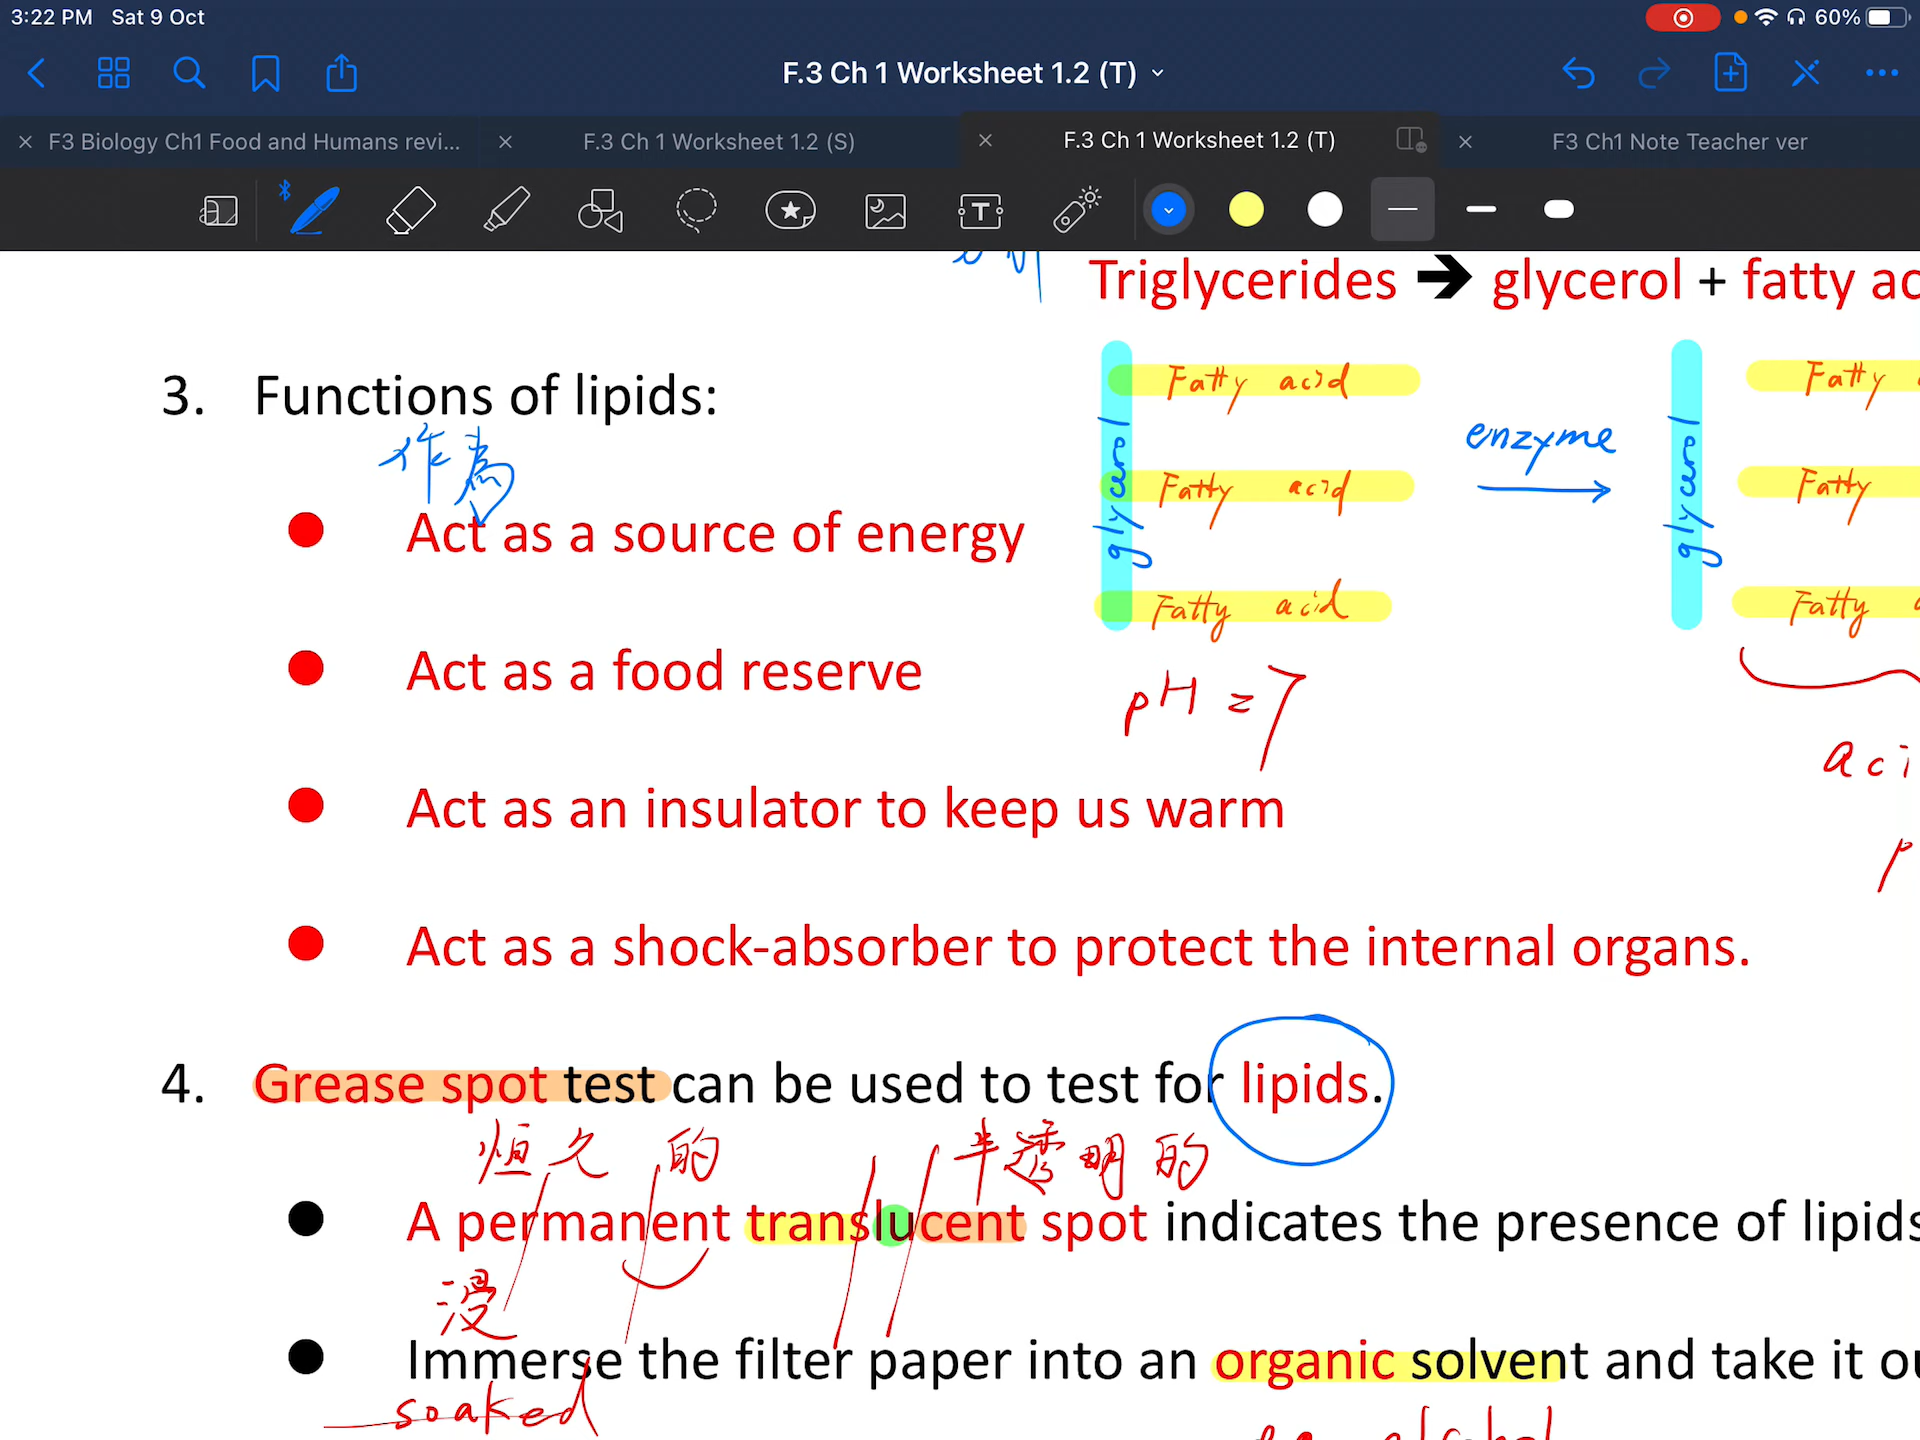 3:22 PM Sat 9 Oct 60%
F.3 Ch 1 Worksheet 1.2 (T)
F3 Biology Ch1 Food and Humans revi...
F.3 Ch 1 Worksheet 1.2 (S)
F.3 Ch 1 Worksheet 1.2 (T)
F3 Ch1 Note Teacher ver
Triglycerides → glycerol + fatty ac
3. Functions of lipids:
作為
Act as a source of energy
Act as a food reserve
Act as an insulator to keep us warm
Act as a shock-absorber to protect the internal organs.
glycerol
Fatty acid
Fatty acid
Fatty acid
enzyme
glycerol
Fatty
Fatty
Fatty
pH = 7
aci
p
4. Grease spot test can be used to test for lipids.
恒久的 半透明的
A permanent translucent spot indicates the presence of lipids
浸
Immerse the filter paper into an organic solvent and take it ou
soaked